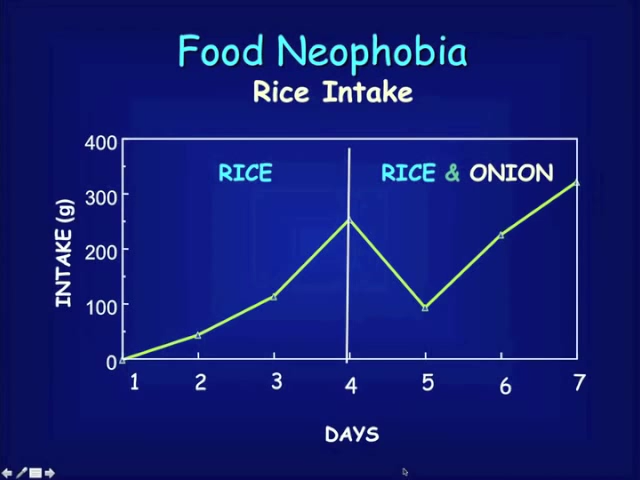 Food Neophobia
Rice Intake
400
RICE
RICE & ONION
300
INTAKE (g)
200
100
0
1 2 3 4 5 6 7
DAYS